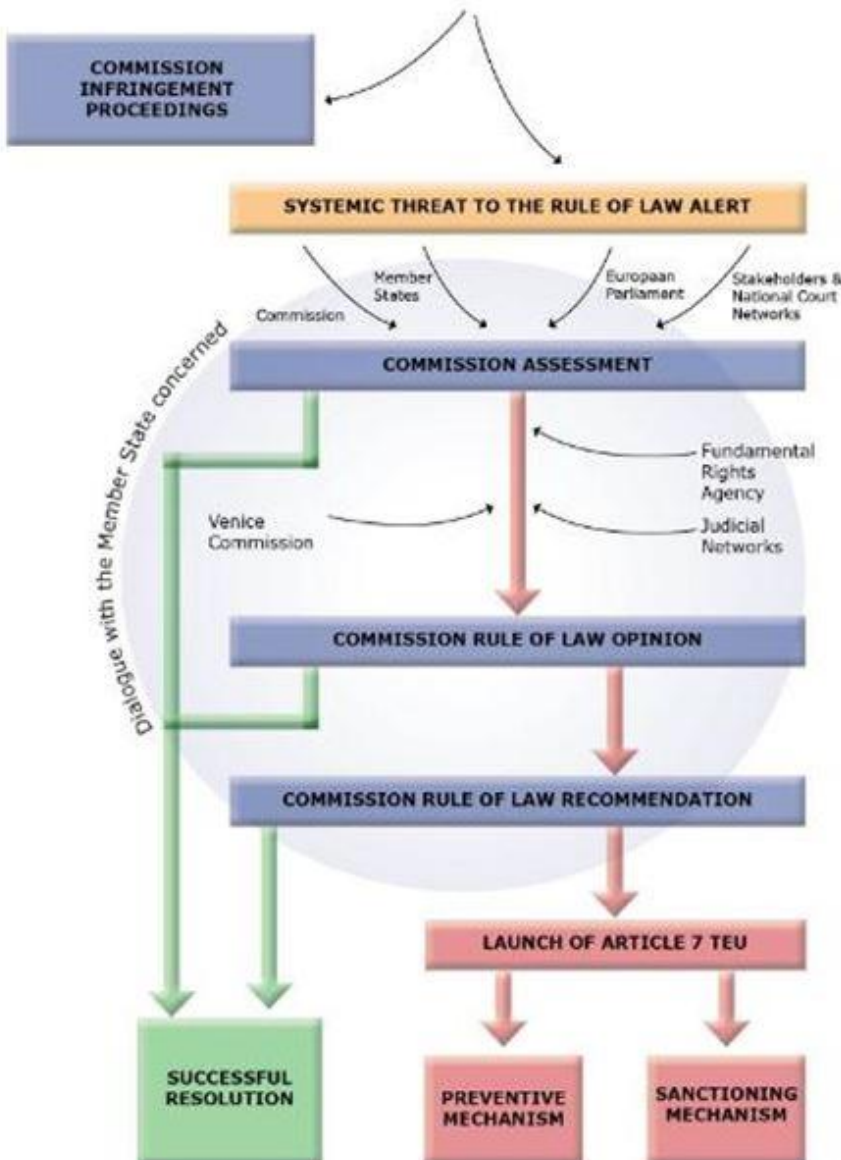 COMMISSION
INFRINGEMENT
PROCEEDINGS
SYSTEMIC THREAT TO THE RULE OF LAW ALERT
Commission
Member
States
European
Parliament
Stakeholders &
National Court
Networks
Dialogue with the Member State concerned
COMMISSION ASSESSMENT
Fundamental
Rights
Agency
Venice
Commission
Judicial
Networks
COMMISSION RULE OF LAW OPINION
COMMISSION RULE OF LAW RECOMMENDATION
LAUNCH OF ARTICLE 7 TEU
SUCCESSFUL
RESOLUTION
PREVENTIVE
MECHANISM
SANCTIONING
MECHANISM